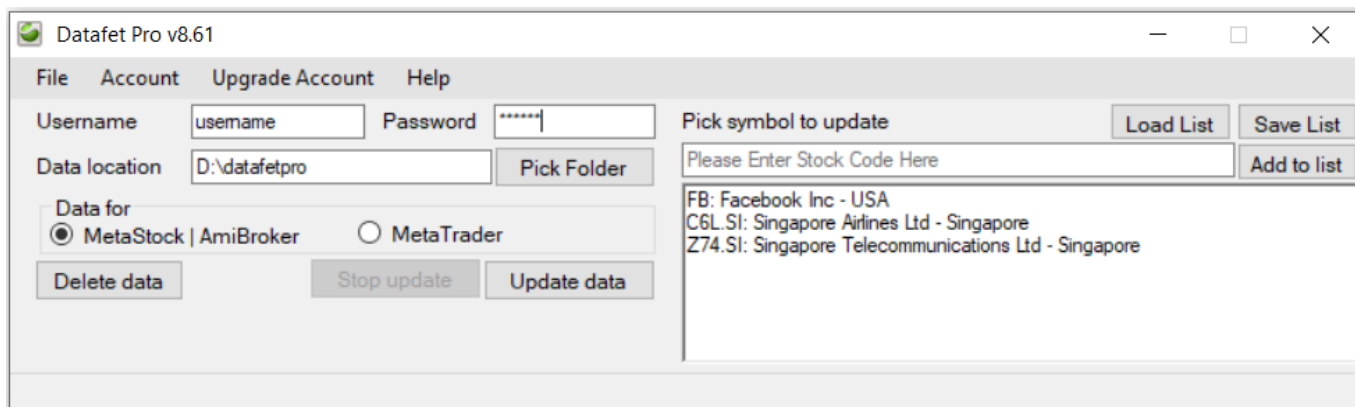 Datafet Pro v8.61
File Account Upgrade Account Help
Username username Password ******
Data location D:\datafetpro Pick Folder
Data for
MetaStock | AmiBroker MetaTrader
Delete data Stop update Update data
Pick symbol to update Load List Save List
Please Enter Stock Code Here Add to list
FB: Facebook Inc - USA
C6L.SI: Singapore Airlines Ltd - Singapore
Z74.SI: Singapore Telecommunications Ltd - Singapore